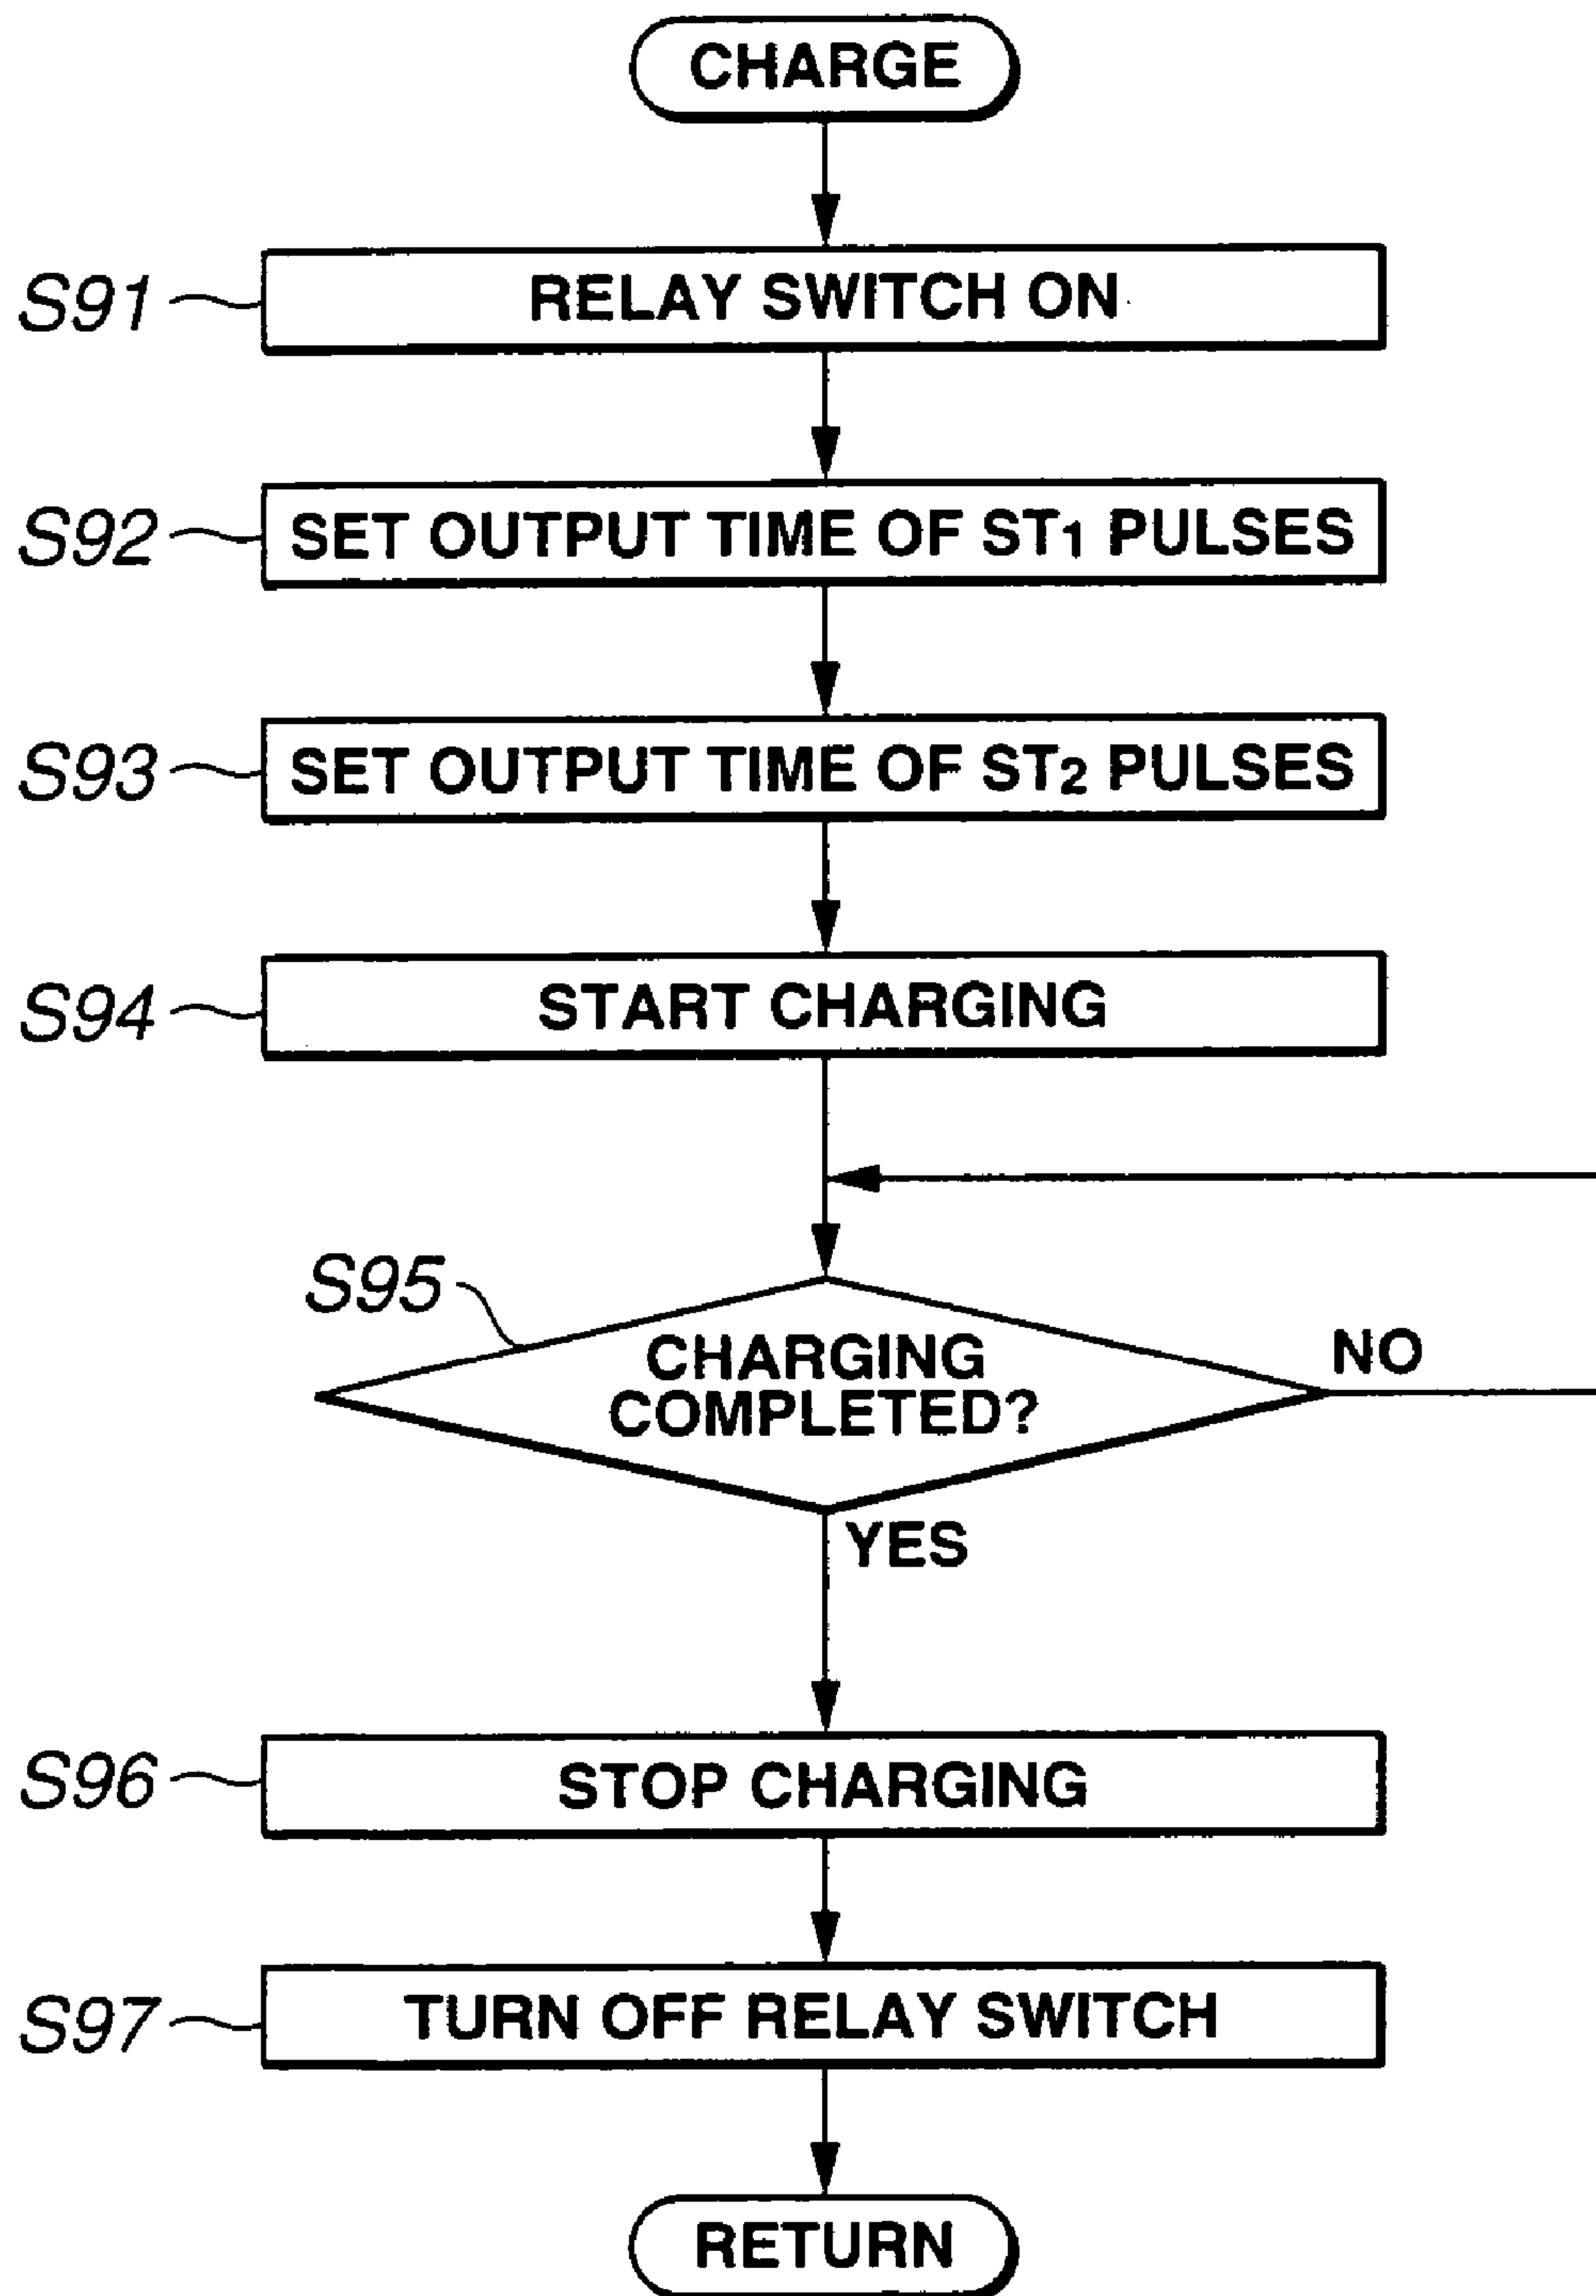 CHARGE
S91 RELAY SWITCH ON
S92 SET OUTPUT TIME OF ST1 PULSES
S93 SET OUTPUT TIME OF ST2 PULSES
S94 START CHARGING
S95
CHARGING
COMPLETED?
NO
YES
S96 STOP CHARGING
S97 TURN OFF RELAY SWITCH
RETURN